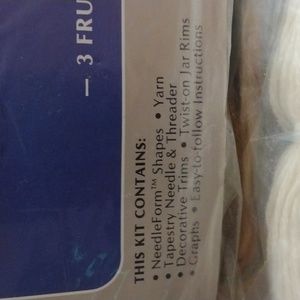 — 3 FRU
THIS KIT CONTAINS:
• NeedleForm™ Shapes • Yarn
• Tapestry Needle & Threader
• Decorative Trims • Twist-on Jar Rims
• Graphs • Easy-to-follow Instructions